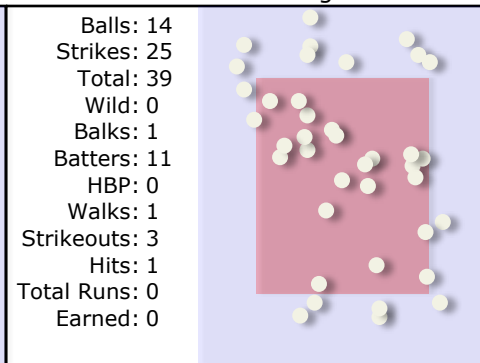 Balls: 14
Strikes: 25
Total: 39
Wild: 0
Balks: 1
Batters: 11
HBP: 0
Walks: 1
Strikeouts: 3
Hits: 1
Total Runs: 0
Earned: 0